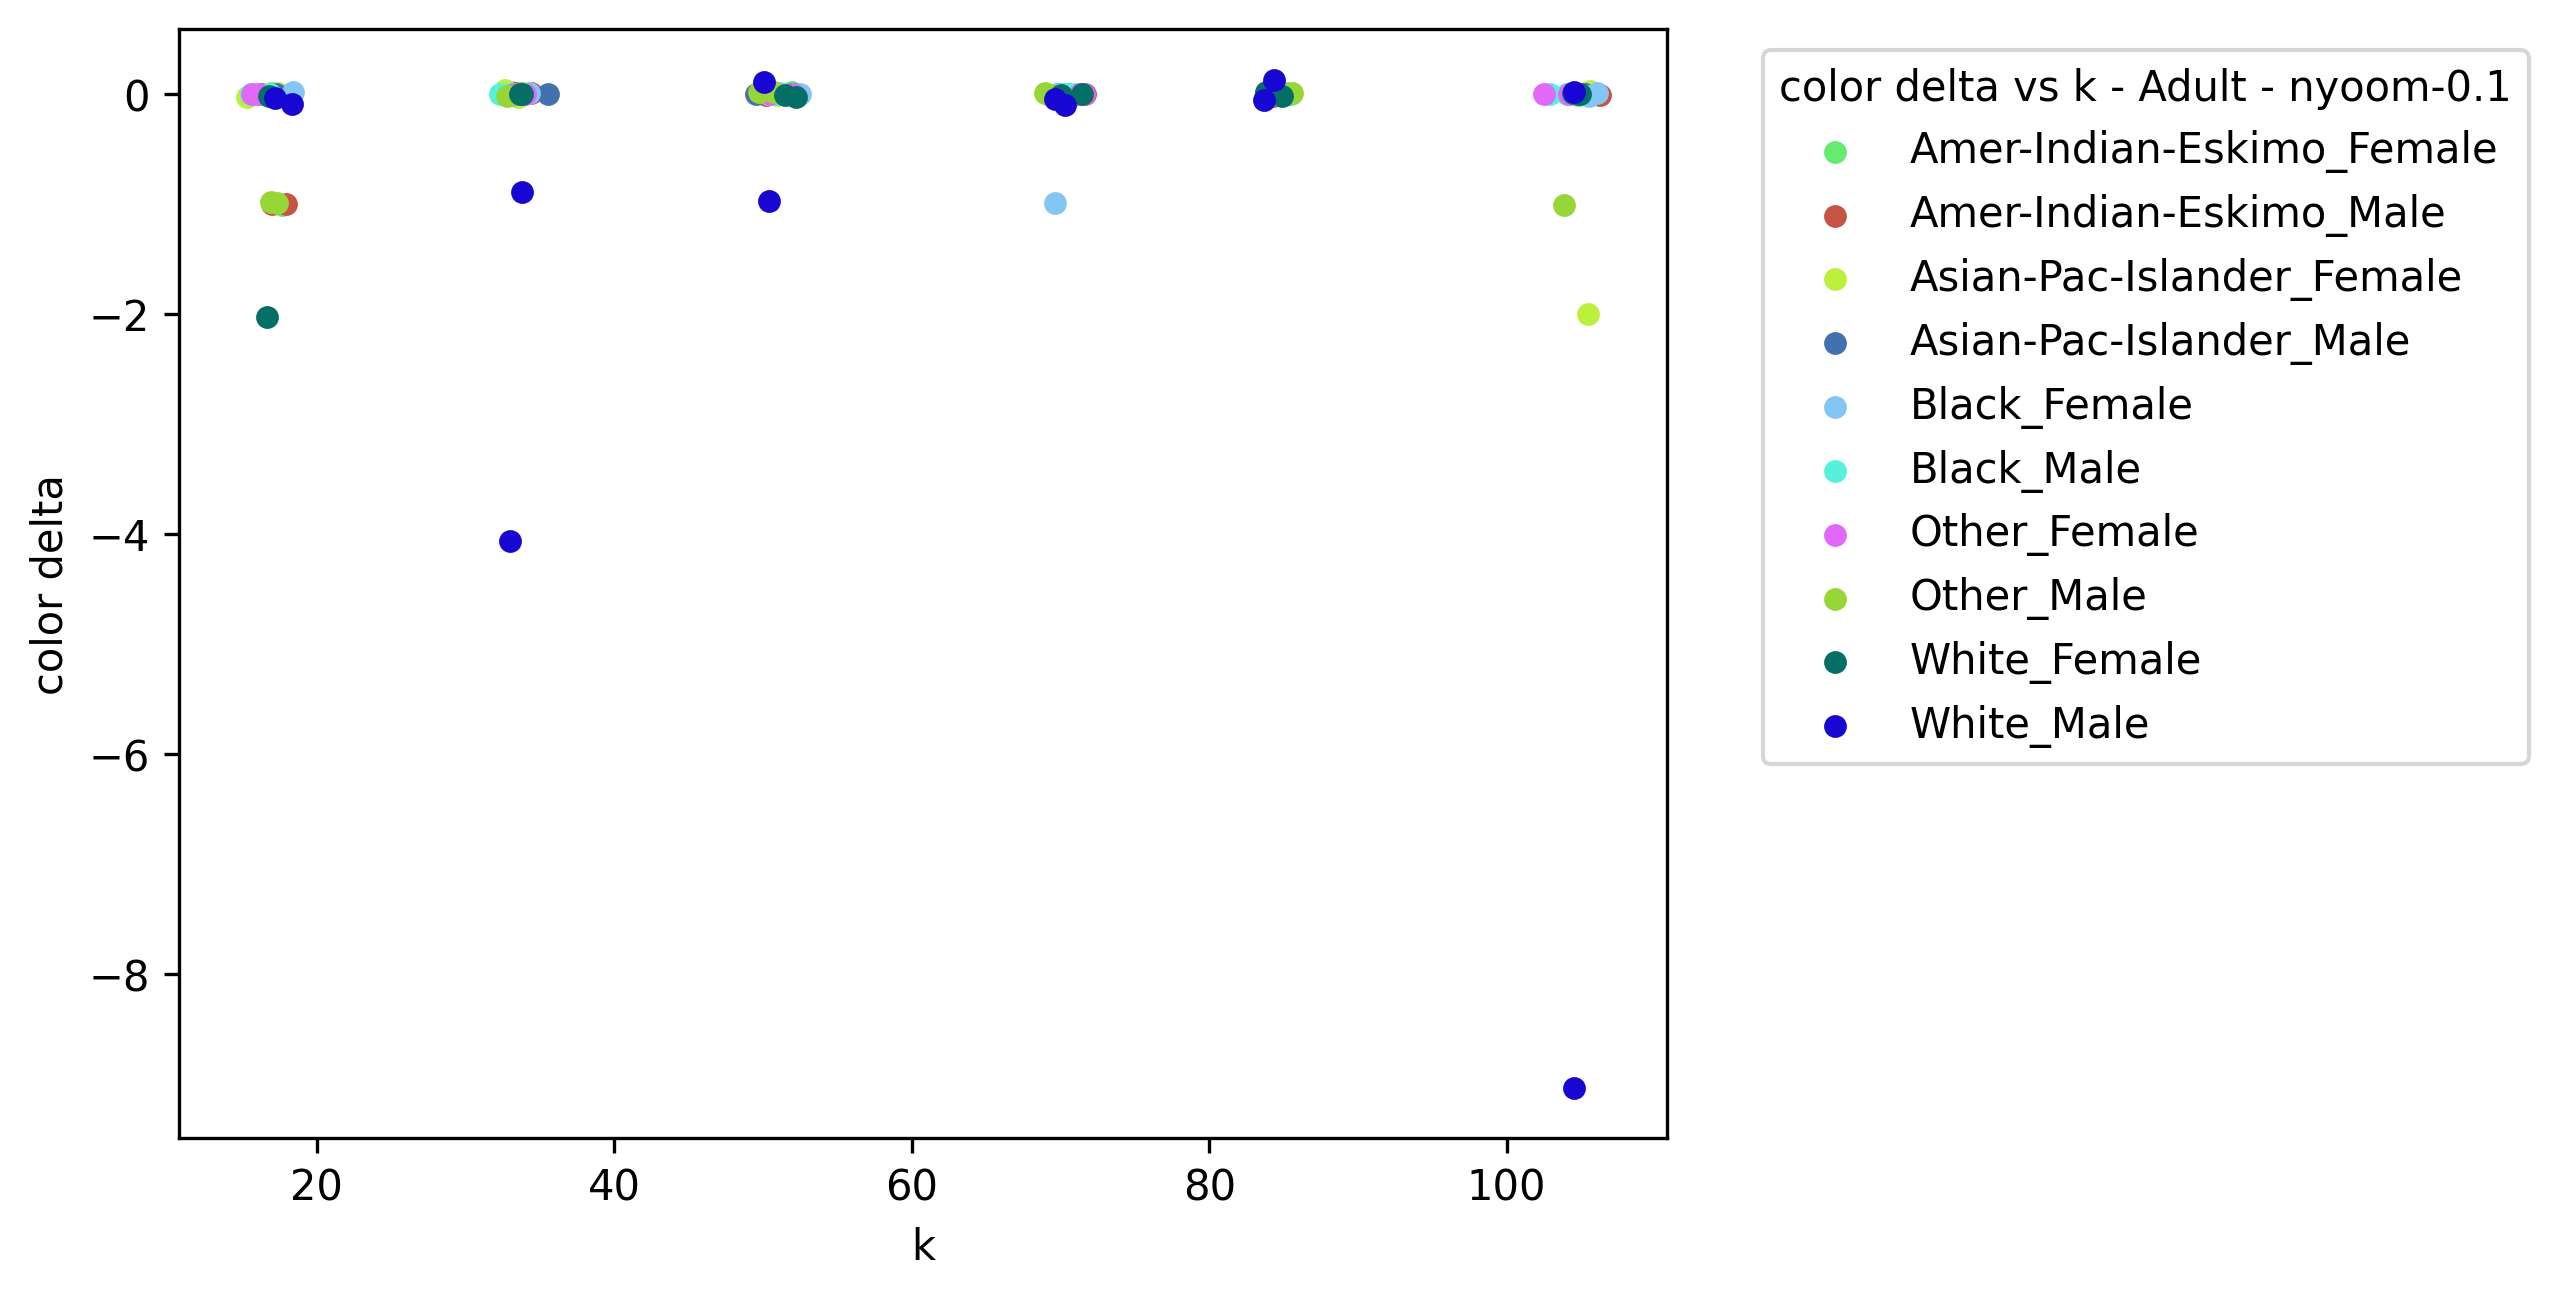 color delta vs k - Adult - nyoom-0.1
Amer-Indian-Eskimo_Female
Amer-Indian-Eskimo_Male
Asian-Pac-Islander_Female
Asian-Pac-Islander_Male
Black_Female
Black_Male
Other_Female
Other_Male
White_Female
White_Male
color delta
0
−2
−4
−6
−8
20 40 60 80 100
k